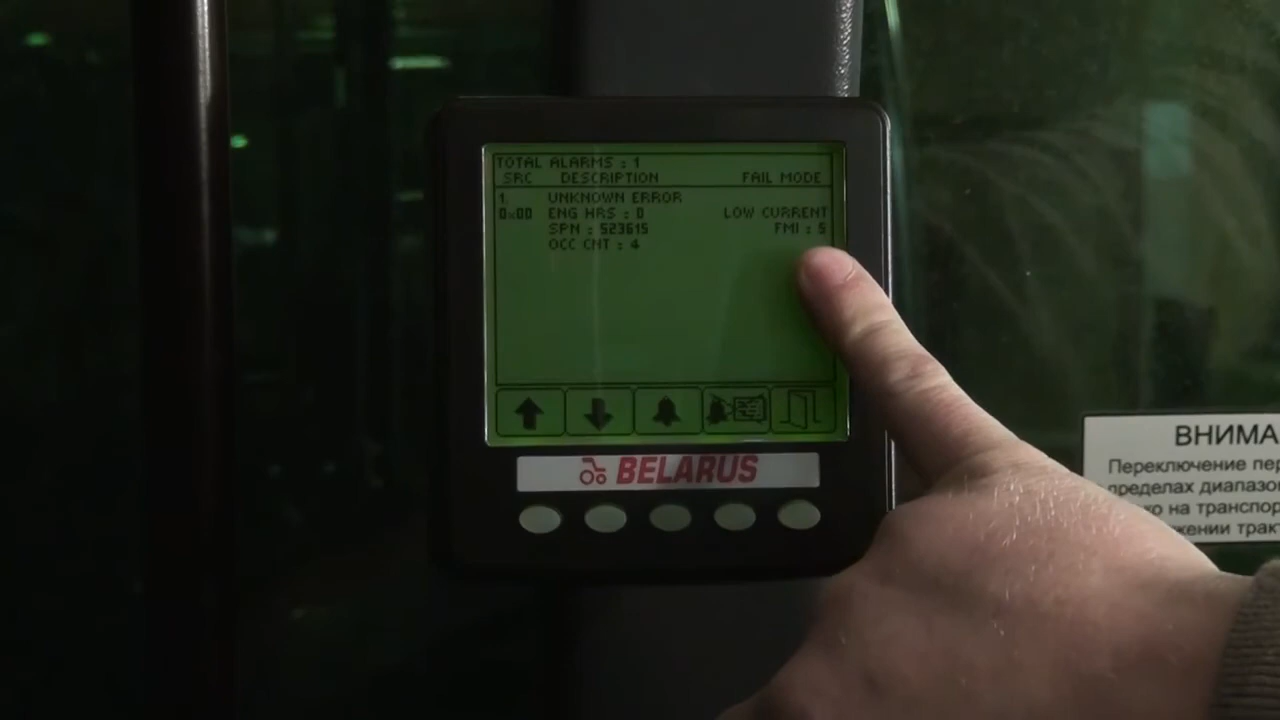 TOTAL ALARMS : 1
SRC DESCRIPTION FAIL MODE
1. UNKNOWN ERROR
0x00 ENG HRS : 0 LOW CURRENT
SPN : 523615 FMI : 5
OCC CNT : 4
BELARUS
ВНИМА
Переключение пер
пределах диапазо
ко на транспор
жении трак